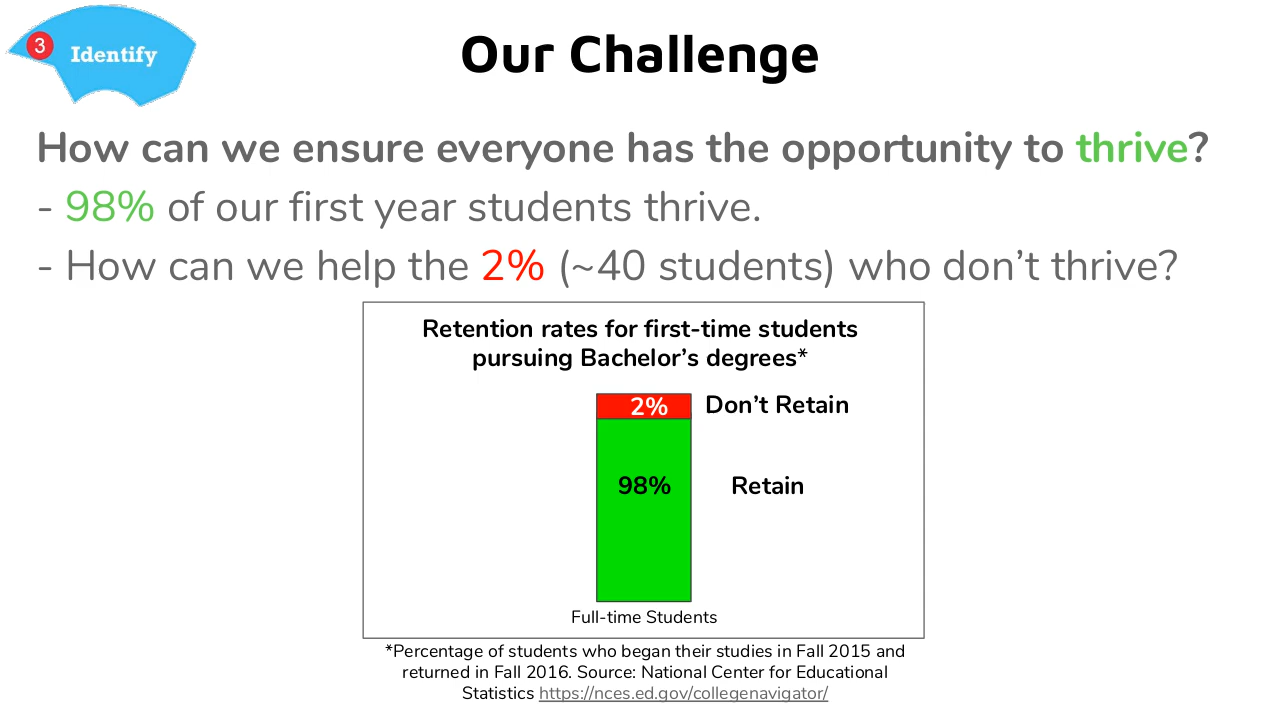 3
Identify
Our Challenge
How can we ensure everyone has the opportunity to thrive?
- 98% of our first year students thrive.
- How can we help the 2% (~40 students) who don't thrive?
Retention rates for first-time students
pursuing Bachelor's degrees*
2%
Don't Retain
98%
Retain
Full-time Students
*Percentage of students who began their studies in Fall 2015 and
returned in Fall 2016. Source: National Center for Educational
Statistics https://nces.ed.gov/collegenavigator/